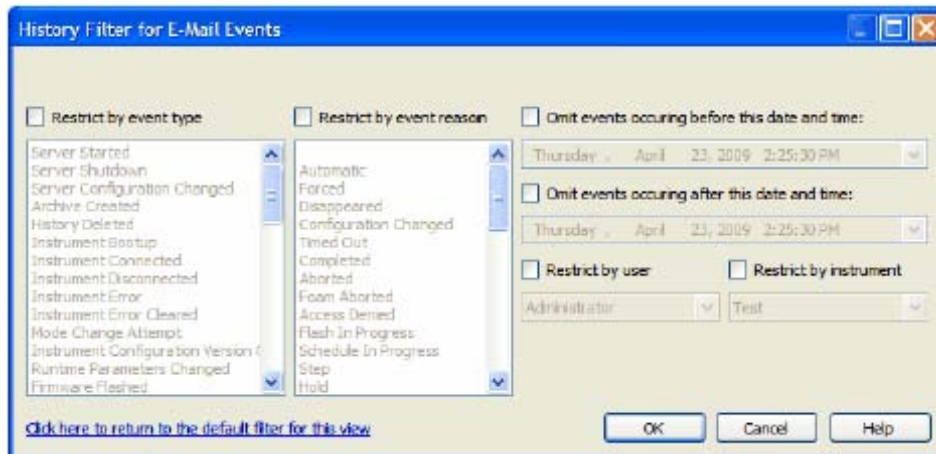 History Filter for E-Mail Events
Restrict by event type
Server Started
Server Shutdown
Server Configuration Changed
Archive Created
History Deleted
Instrument Bootup
Instrument Connected
Instrument Disconnected
Instrument Error
Instrument Error Cleared
Mode Change Attempt
Instrument Configuration Version C
Runtime Parameters Changed
Firmware Flashed
Restrict by event reason
Automatic
Forced
Disappeared
Configuration Changed
Timed Out
Completed
Aborted
Foam Aborted
Access Denied
Flash In Progress
Schedule In Progress
Step
Hold
Omit events occuring before this date and time:
Thursday , April 23, 2009 2:25:30 PM
Omit events occuring after this date and time:
Thursday , April 23, 2009 2:25:30 PM
Restrict by user
Administrator
Restrict by instrument
Test
Click here to return to the default filter for this view
OK
Cancel
Help